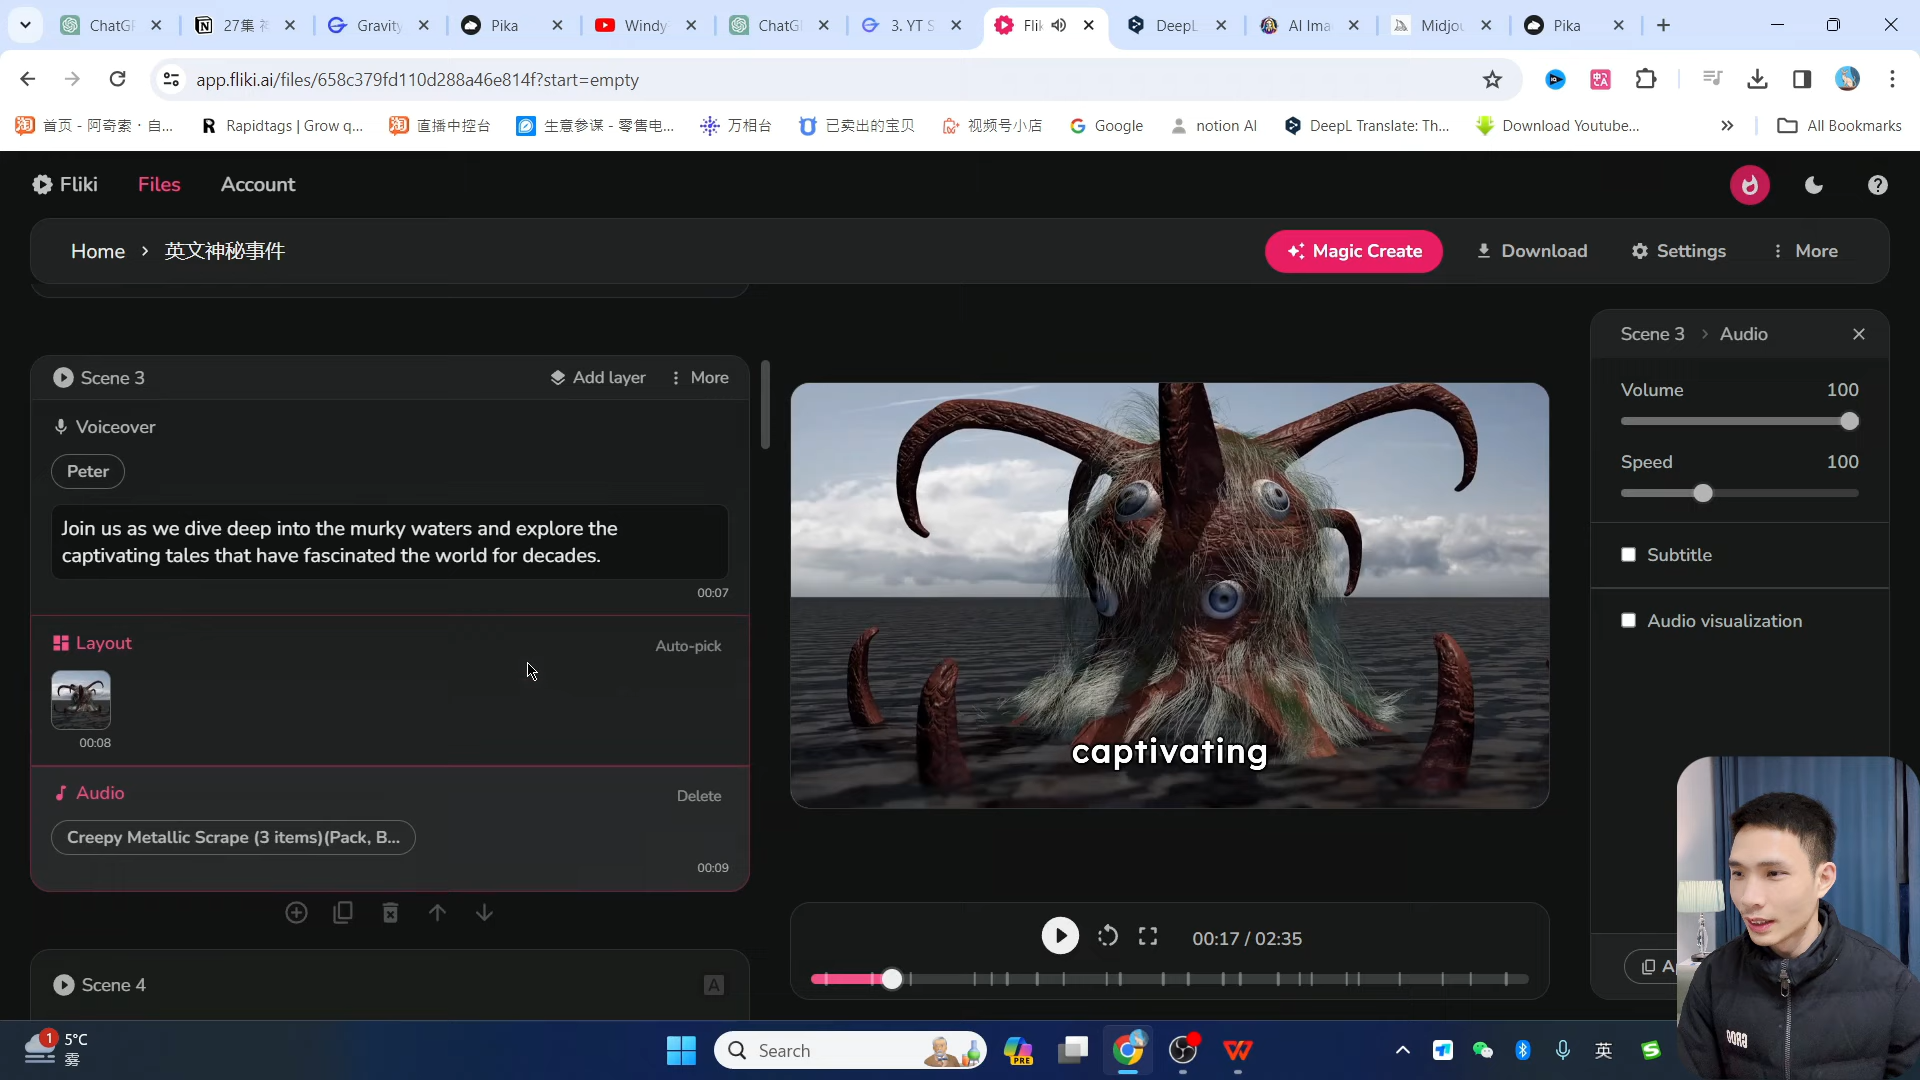 ChatGP
27集 神
Gravity
Pika
Windy
ChatGP
3. YT S
Flik
DeepL
AI Ima
Midjou
Pika
app.fliki.ai/files/658c379fd110d288a46e814f?start=empty
首页 - 阿奇索 · 自...
Rapidtags | Grow q...
直播中控台
生意参谋 - 零售电...
万相台
已卖出的宝贝
视频号小店
Google
notion AI
DeepL Translate: Th...
Download Youtube...
All Bookmarks
Fliki
Files
Account
Home > 英文神秘事件
Magic Create
Download
Settings
More
Scene 3
Add layer
More
Voiceover
Peter
Join us as we dive deep into the murky waters and explore the
captivating tales that have fascinated the world for decades.
00:07
Layout
Auto-pick
00:08
Audio
Delete
Creepy Metallic Scrape (3 items)(Pack, B...
00:09
Scene 4
A
captivating
00:17 / 02:35
Scene 3 > Audio
Volume 100
Speed 100
Subtitle
Audio visualization
1
5°C
雾
Search
PRE
英